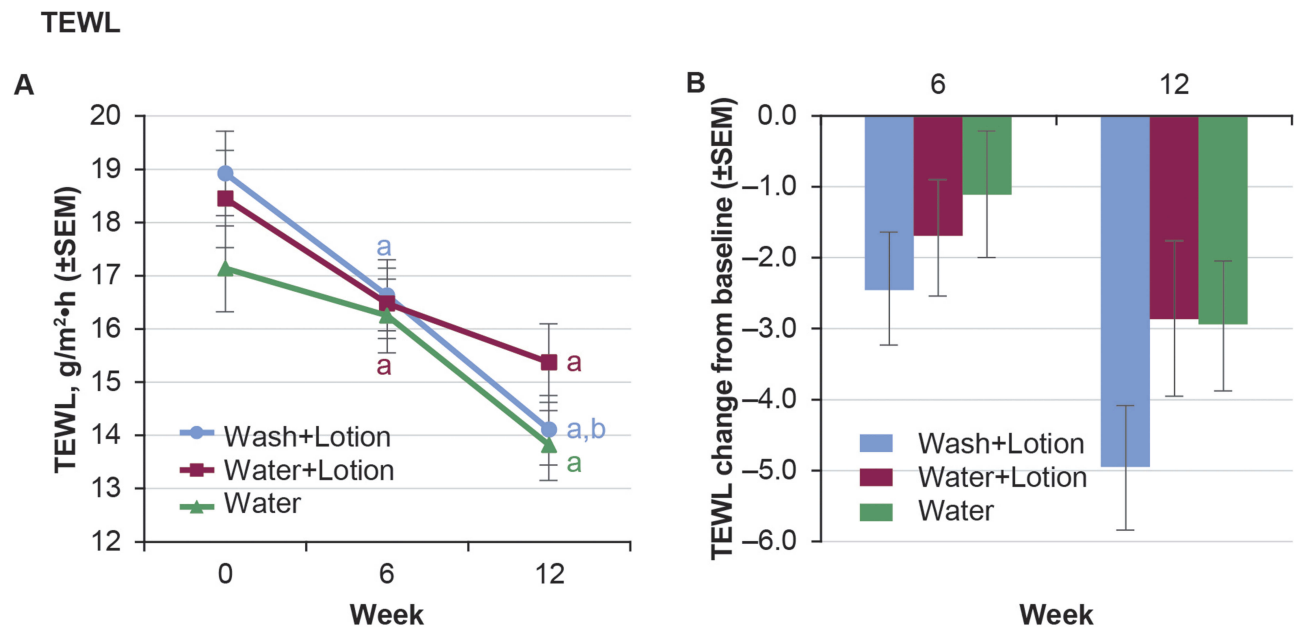 TEWL
A
TEWL, g/m²•h (±SEM)
20
19
18
17
16
15
14
13
12
a
a
a
a,b
a
Wash+Lotion
Water+Lotion
Water
0 6 12
Week
B
6 12
TEWL change from baseline (±SEM)
0.0
–1.0
–2.0
–3.0
–4.0
–5.0
–6.0
Wash+Lotion
Water+Lotion
Water
Week